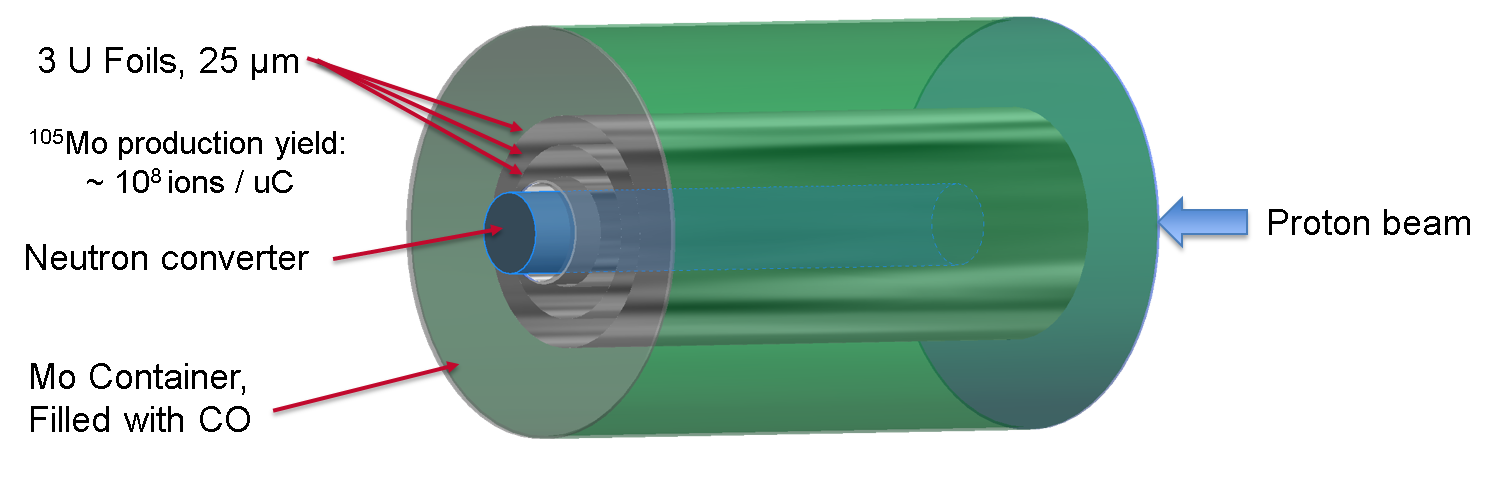 3 U Foils, 25 µm
¹⁰⁵Mo production yield:
~ 10⁸ ions / uC
Neutron converter
Mo Container,
Filled with CO
Proton beam